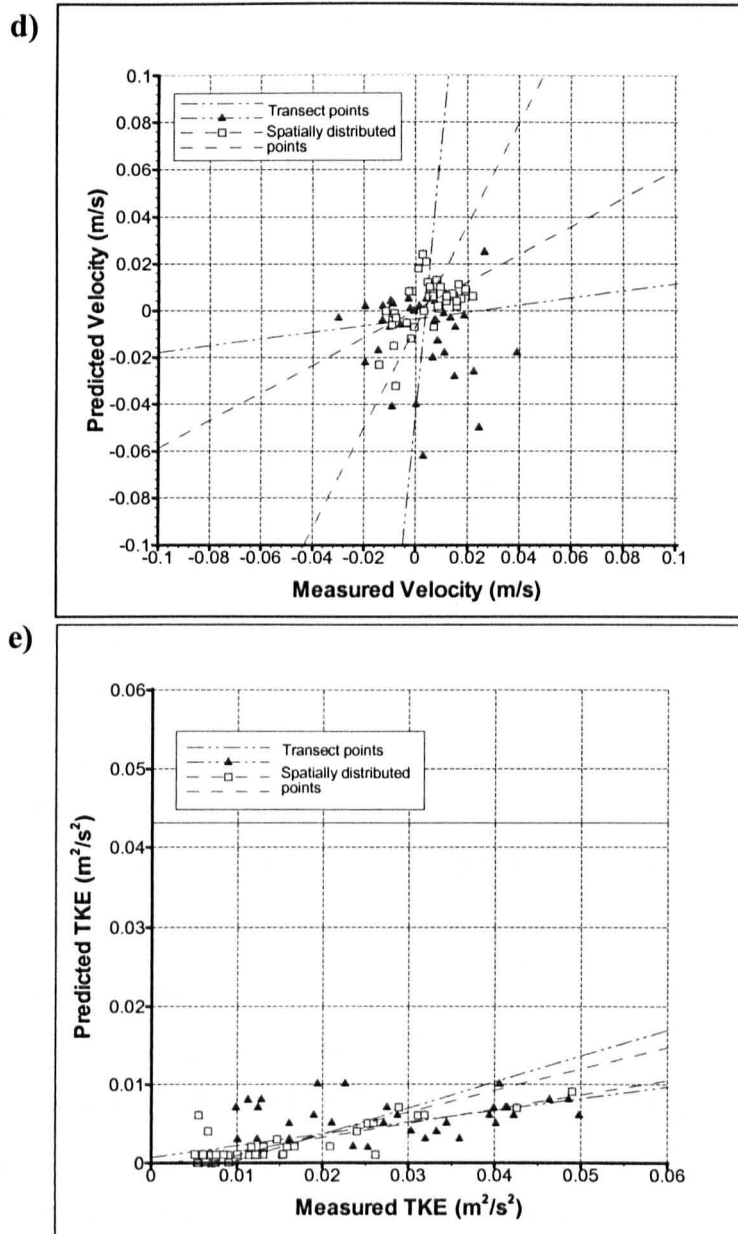 d)
0.1
0.08
0.06
0.04
0.02
0
-0.02
-0.04
-0.06
-0.08
-0.1
Predicted Velocity (m/s)
Transect points
Spatially distributed
points
-0.1 -0.08 -0.06 -0.04 -0.02 0 0.02 0.04 0.06 0.08 0.1
Measured Velocity (m/s)
e)
0.06
0.05
0.04
0.03
0.02
0.01
0
Predicted TKE (m²/s²)
Transect points
Spatially distributed
points
0 0.01 0.02 0.03 0.04 0.05 0.06
Measured TKE (m²/s²)